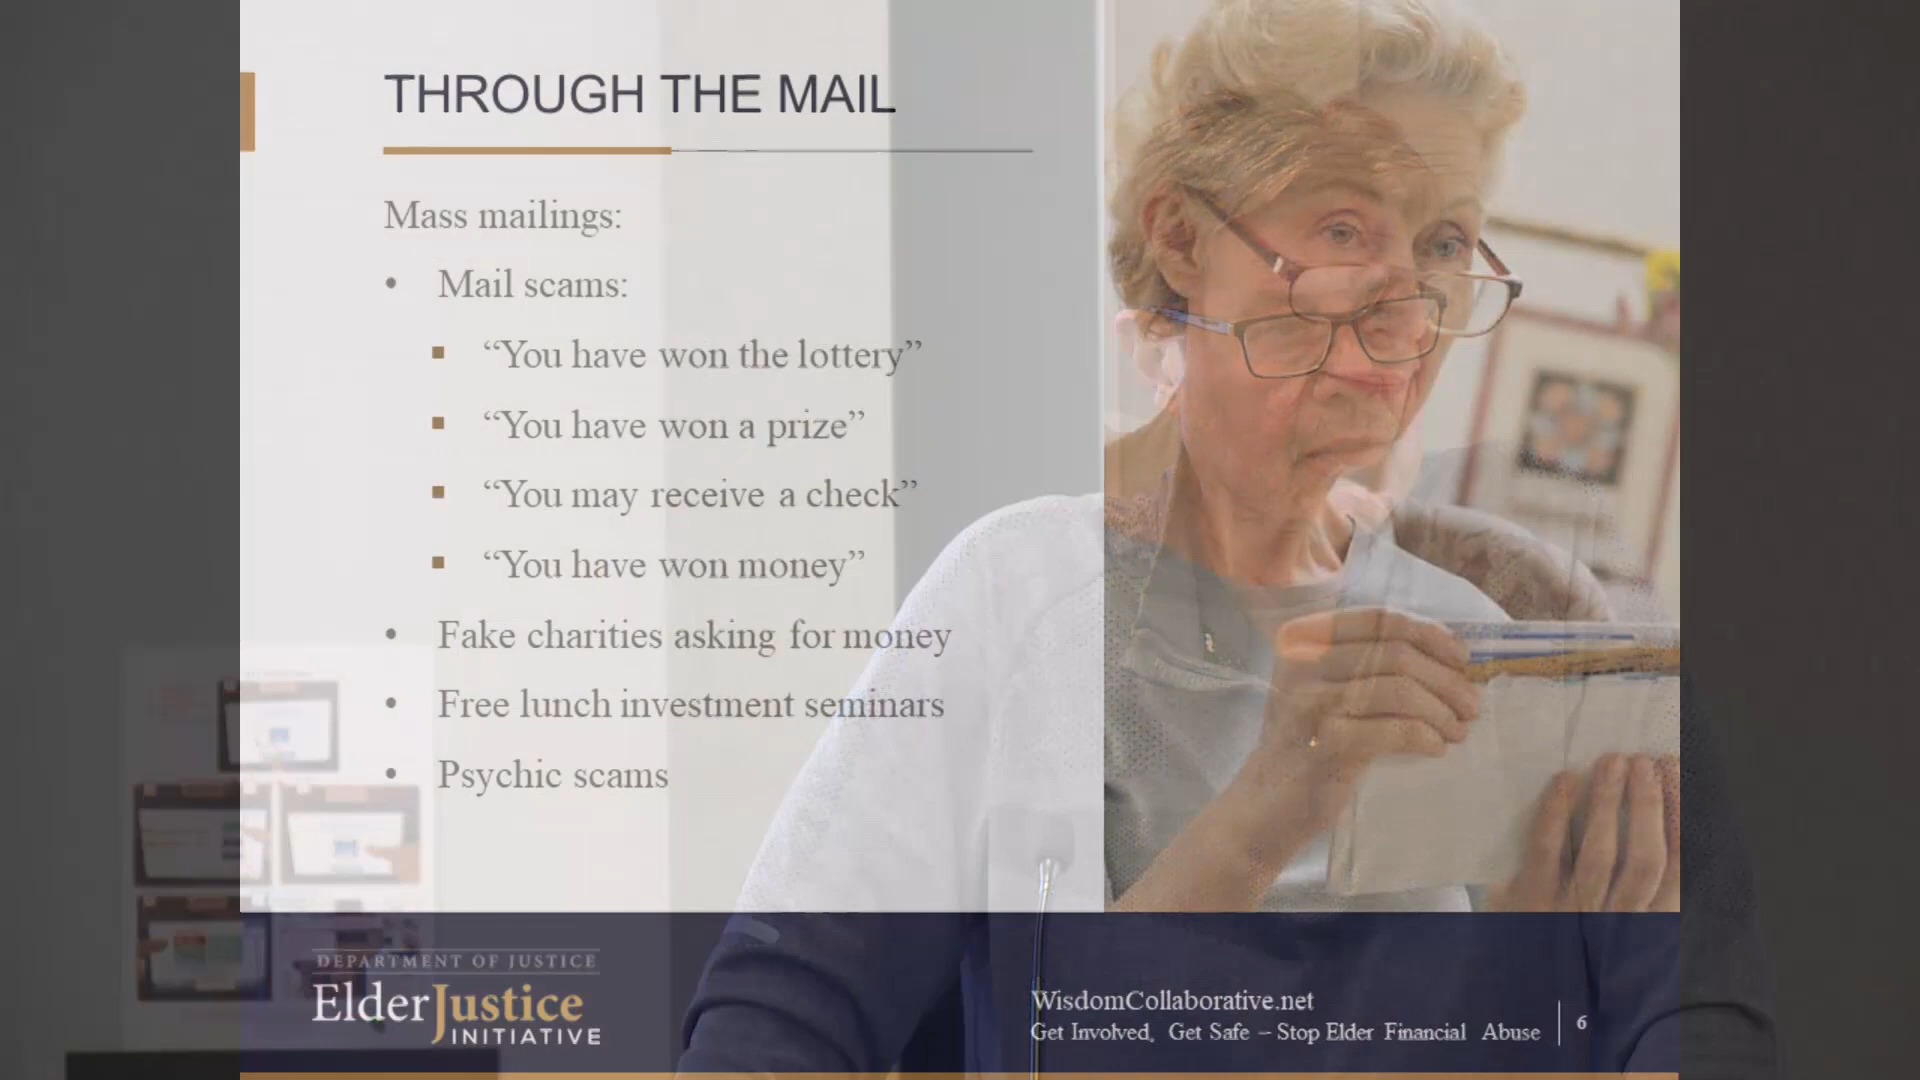 THROUGH THE MAIL
Mass mailings:
• Mail scams:
▪ “You have won the lottery”
▪ “You have won a prize”
▪ “You may receive a check”
▪ “You have won money”
• Fake charities asking for money
• Free lunch investment seminars
• Psychic scams
DEPARTMENT OF JUSTICE
ElderJustice
INITIATIVE
WisdomCollaborative.net
Get Involved, Get Safe – Stop Elder Financial Abuse
6